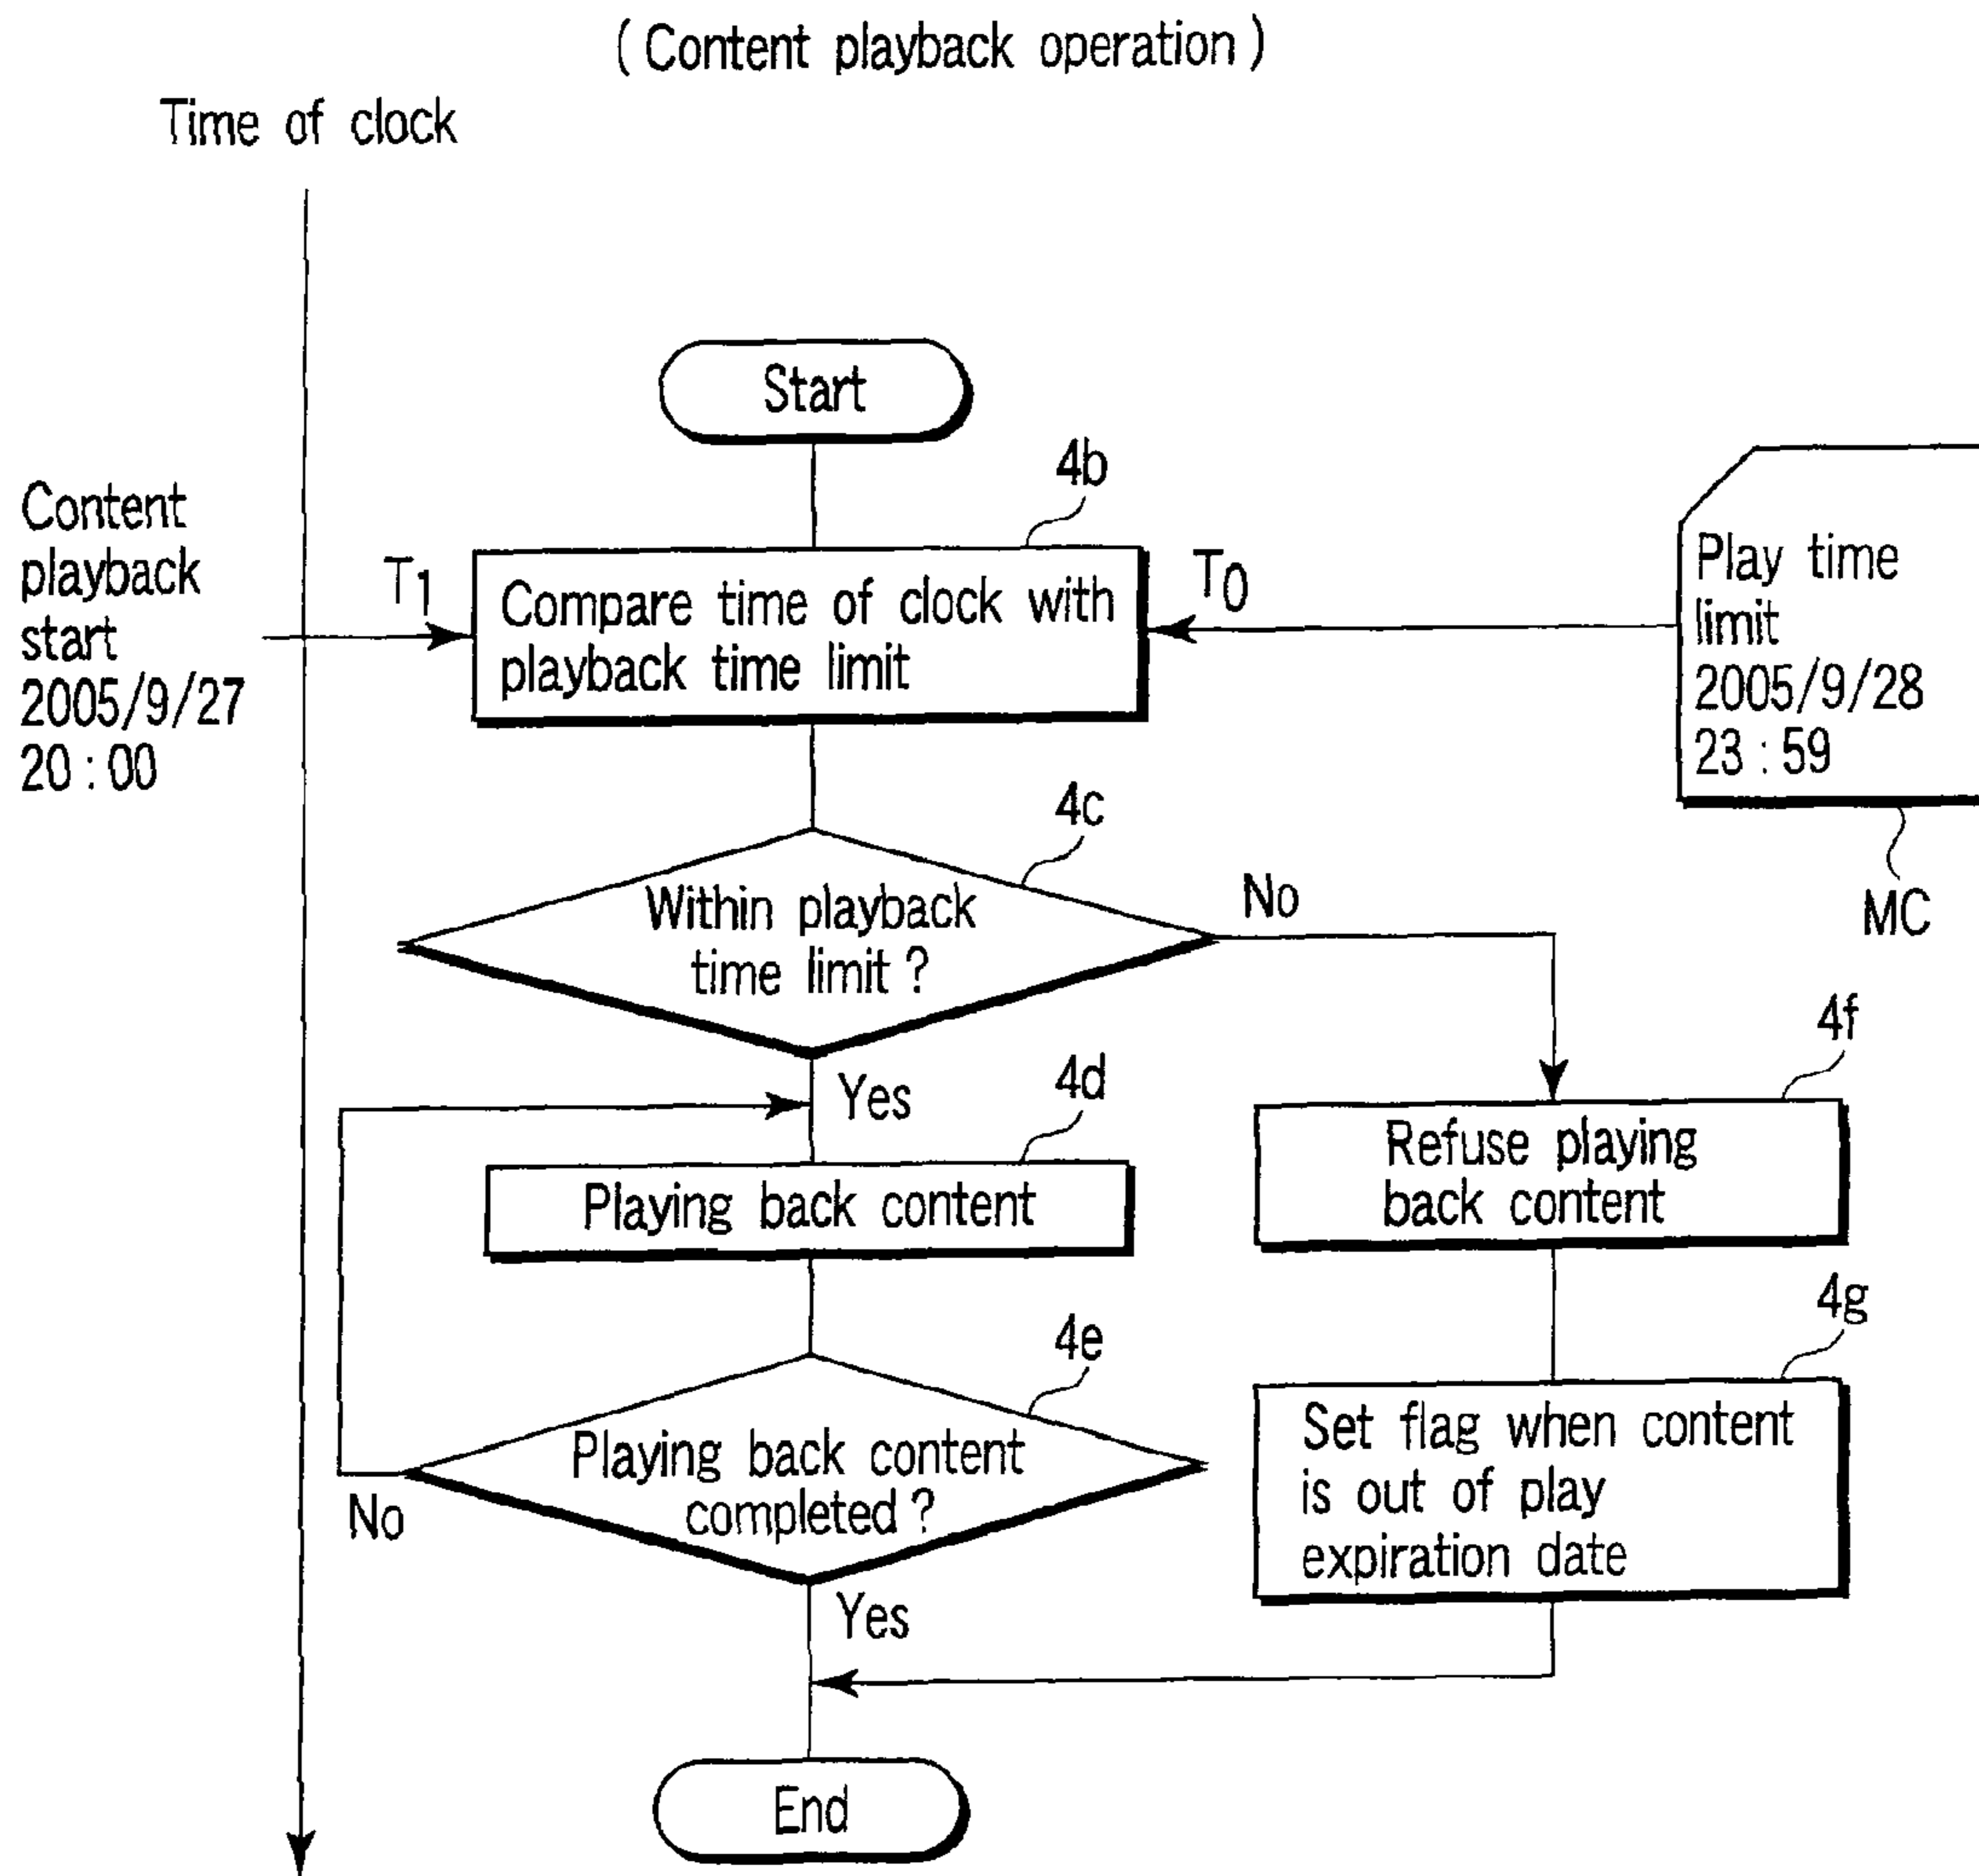 ( Content playback operation )
Time of clock
Start
4b
Content
playback
start
2005/9/27
20 : 00
T1
Compare time of clock with
playback time limit
T0
Play time
limit
2005/9/28
23 : 59
MC
4c
Within playback
time limit ?
No
Yes
4d
Playing back content
4f
Refuse playing
back content
4e
Playing back content
completed ?
No
Yes
4g
Set flag when content
is out of play
expiration date
End